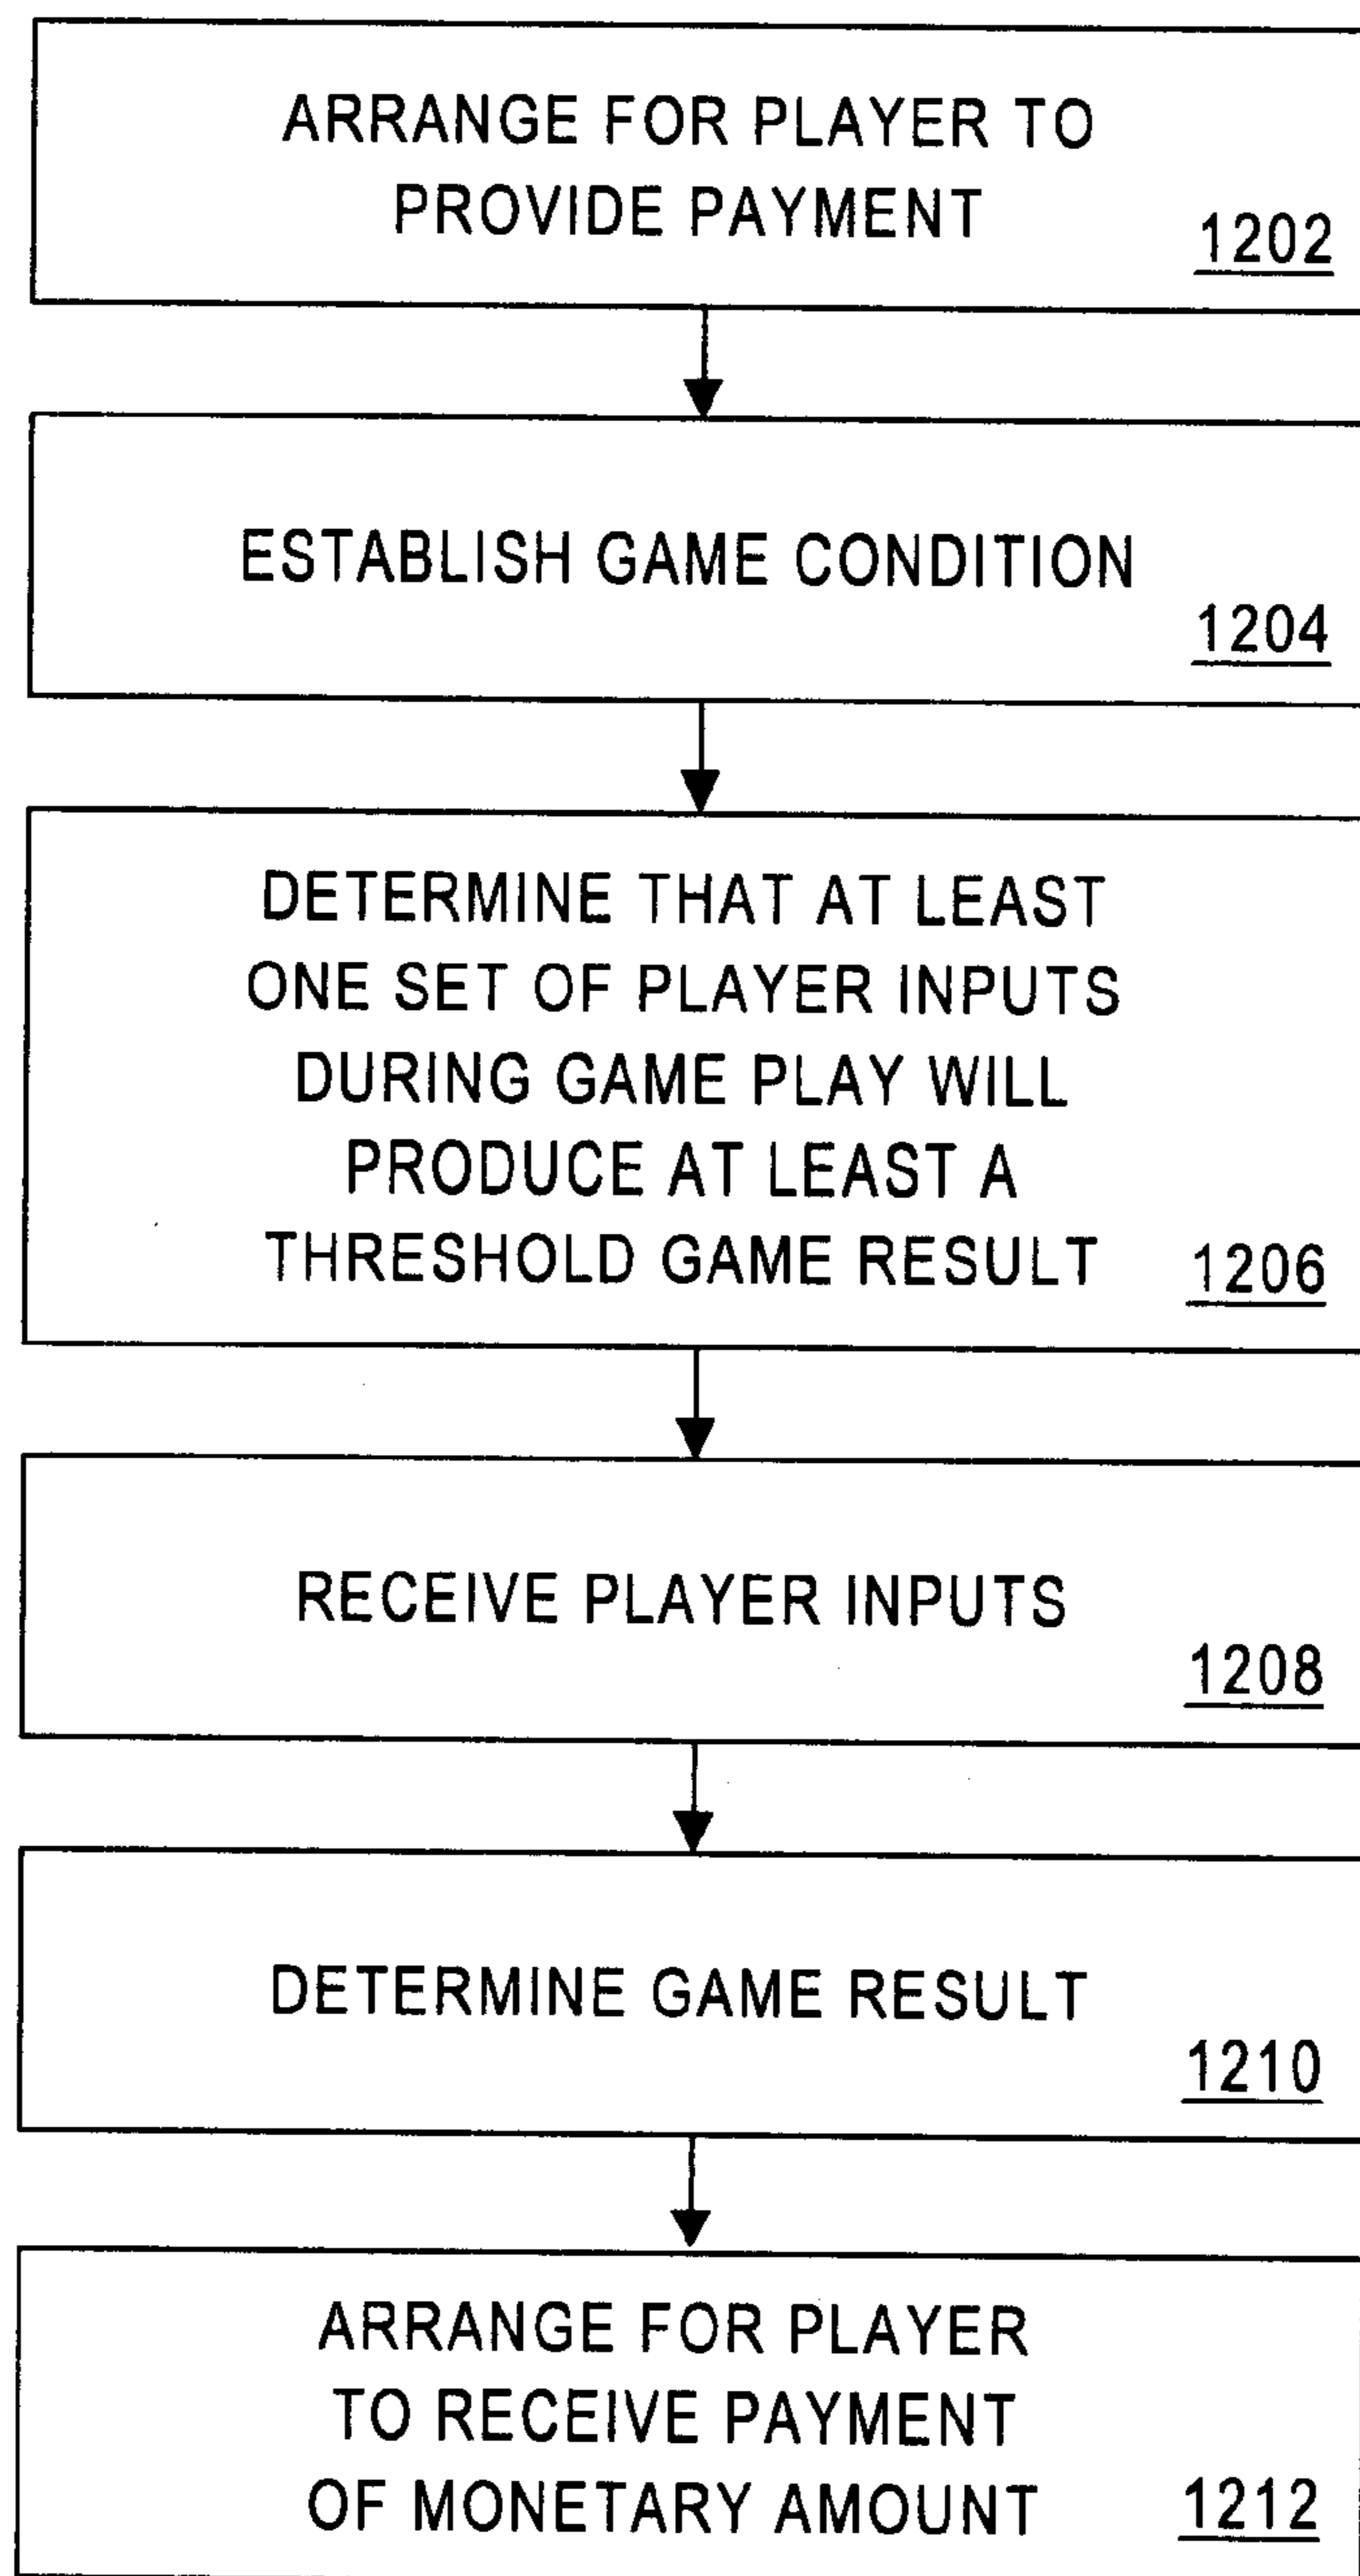 ARRANGE FOR PLAYER TO
PROVIDE PAYMENT
1202
ESTABLISH GAME CONDITION
1204
DETERMINE THAT AT LEAST
ONE SET OF PLAYER INPUTS
DURING GAME PLAY WILL
PRODUCE AT LEAST A
THRESHOLD GAME RESULT
1206
RECEIVE PLAYER INPUTS
1208
DETERMINE GAME RESULT
1210
ARRANGE FOR PLAYER
TO RECEIVE PAYMENT
OF MONETARY AMOUNT
1212